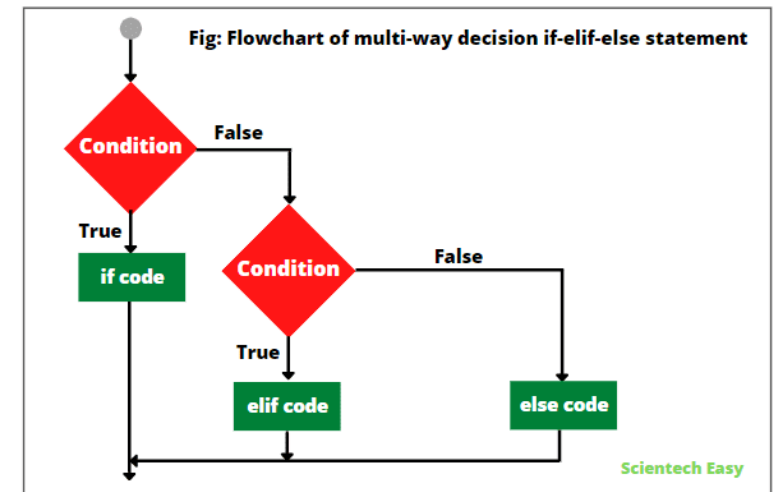 Fig: Flowchart of multi-way decision if-elif-else statement
Condition
False
True
if code
Condition
False
True
elif code
else code
Scientech Easy